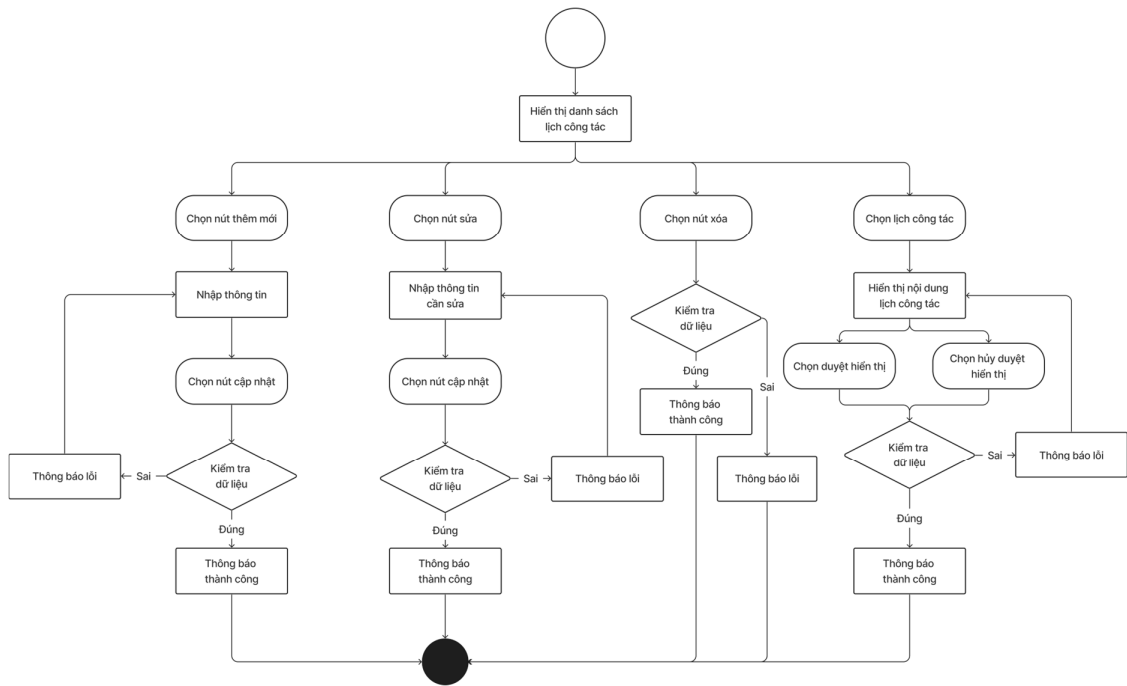 Hiển thị danh sách
lịch công tác
Chọn nút thêm mới
Chọn nút sửa
Chọn nút xóa
Chọn lịch công tác
Nhập thông tin
Nhập thông tin
cần sửa
Kiểm tra
dữ liệu
Hiển thị nội dung
lịch công tác
Chọn nút cập nhật
Chọn nút cập nhật
Đúng
Sai
Chọn duyệt hiển thị
Chọn hủy duyệt
hiển thị
Thông báo
thành công
Thông báo lỗi
Sai
Kiểm tra
dữ liệu
Kiểm tra
dữ liệu
Sai
Thông báo lỗi
Thông báo lỗi
Kiểm tra
dữ liệu
Sai
Thông báo lỗi
Đúng
Đúng
Đúng
Thông báo
thành công
Thông báo
thành công
Thông báo
thành công